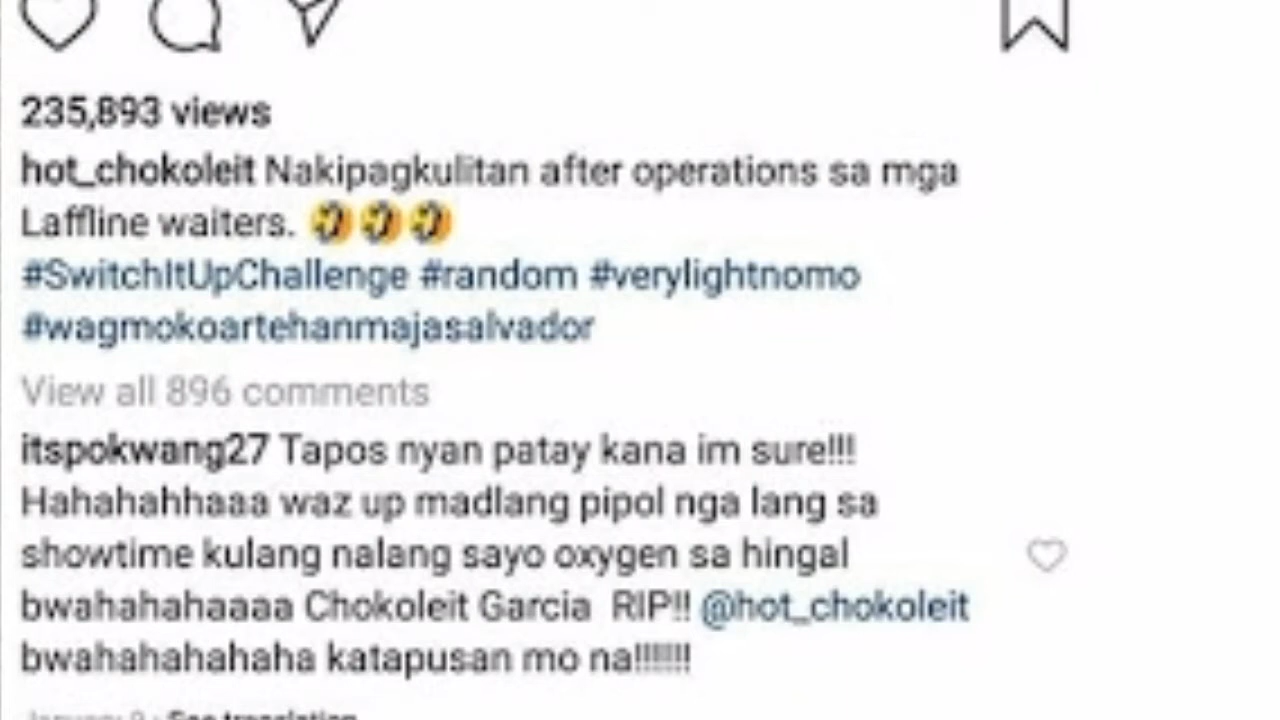 235,893 views
hot_chokoleit Nakipagkulitan after operations sa mga
Laffline waiters. 🤣🤣🤣
#SwitchItUpChallenge #random #verylightnomo
#wagmokoartehanmajasalvador
View all 896 comments
itspokwang27 Tapos nyan patay kana im sure!!!
Hahahahhaaa waz up madlang pipol nga lang sa
showtime kulang nalang sayo oxygen sa hingal
bwahahahaaaa Chokoleit Garcia RIP!! @hot_chokoleit
bwahahahahaha katapusan mo na!!!!!!!
See translation